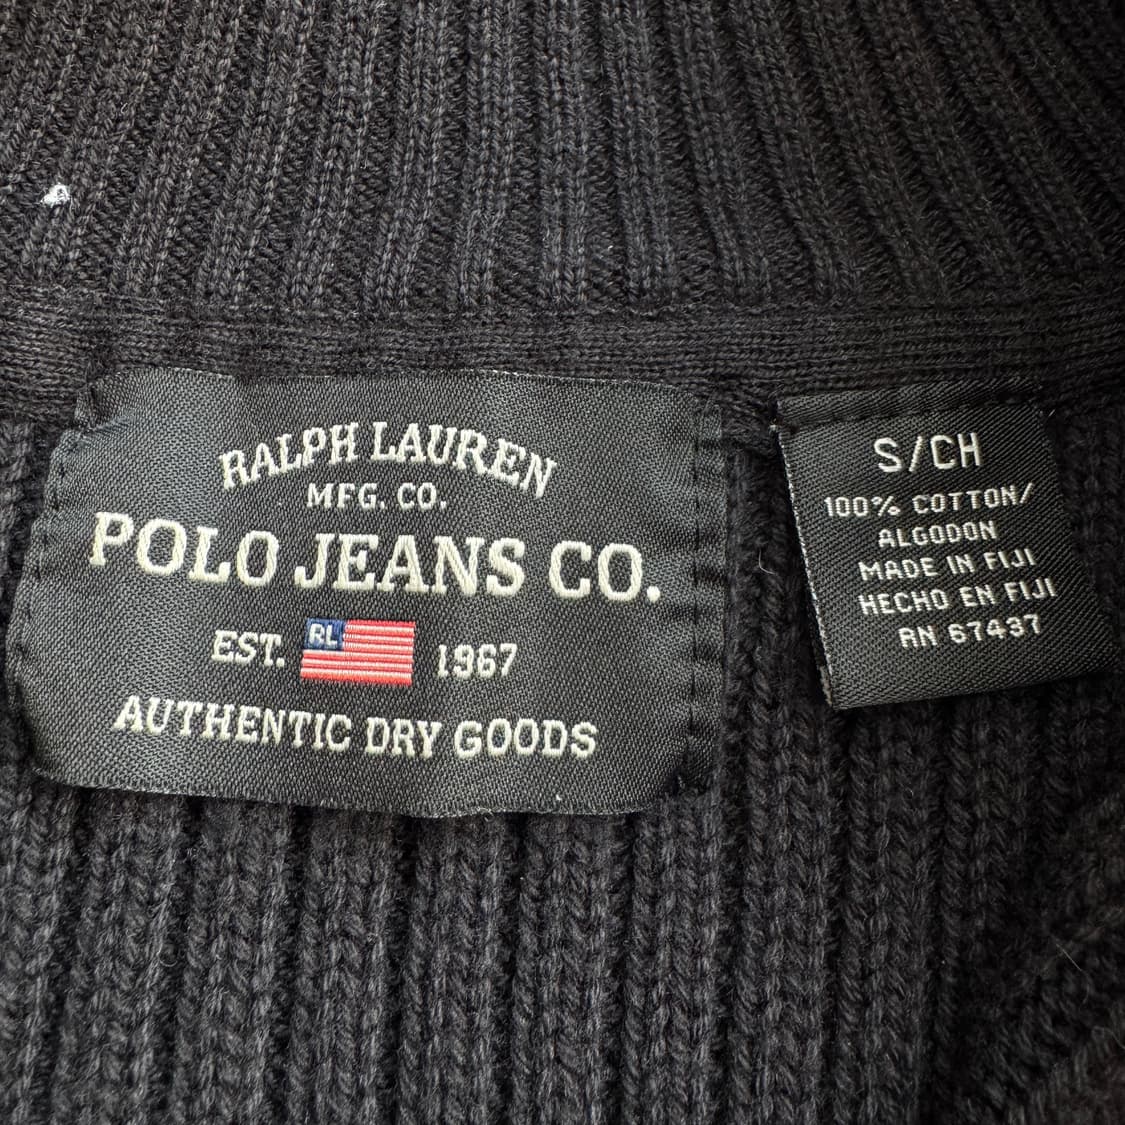 RALPH LAUREN
MFG. CO.
POLO JEANS CO.
EST. RL 1967
AUTHENTIC DRY GOODS
S/CH
100% COTTON/
ALGODON
MADE IN FIJI
HECHO EN FIJI
RN 67437